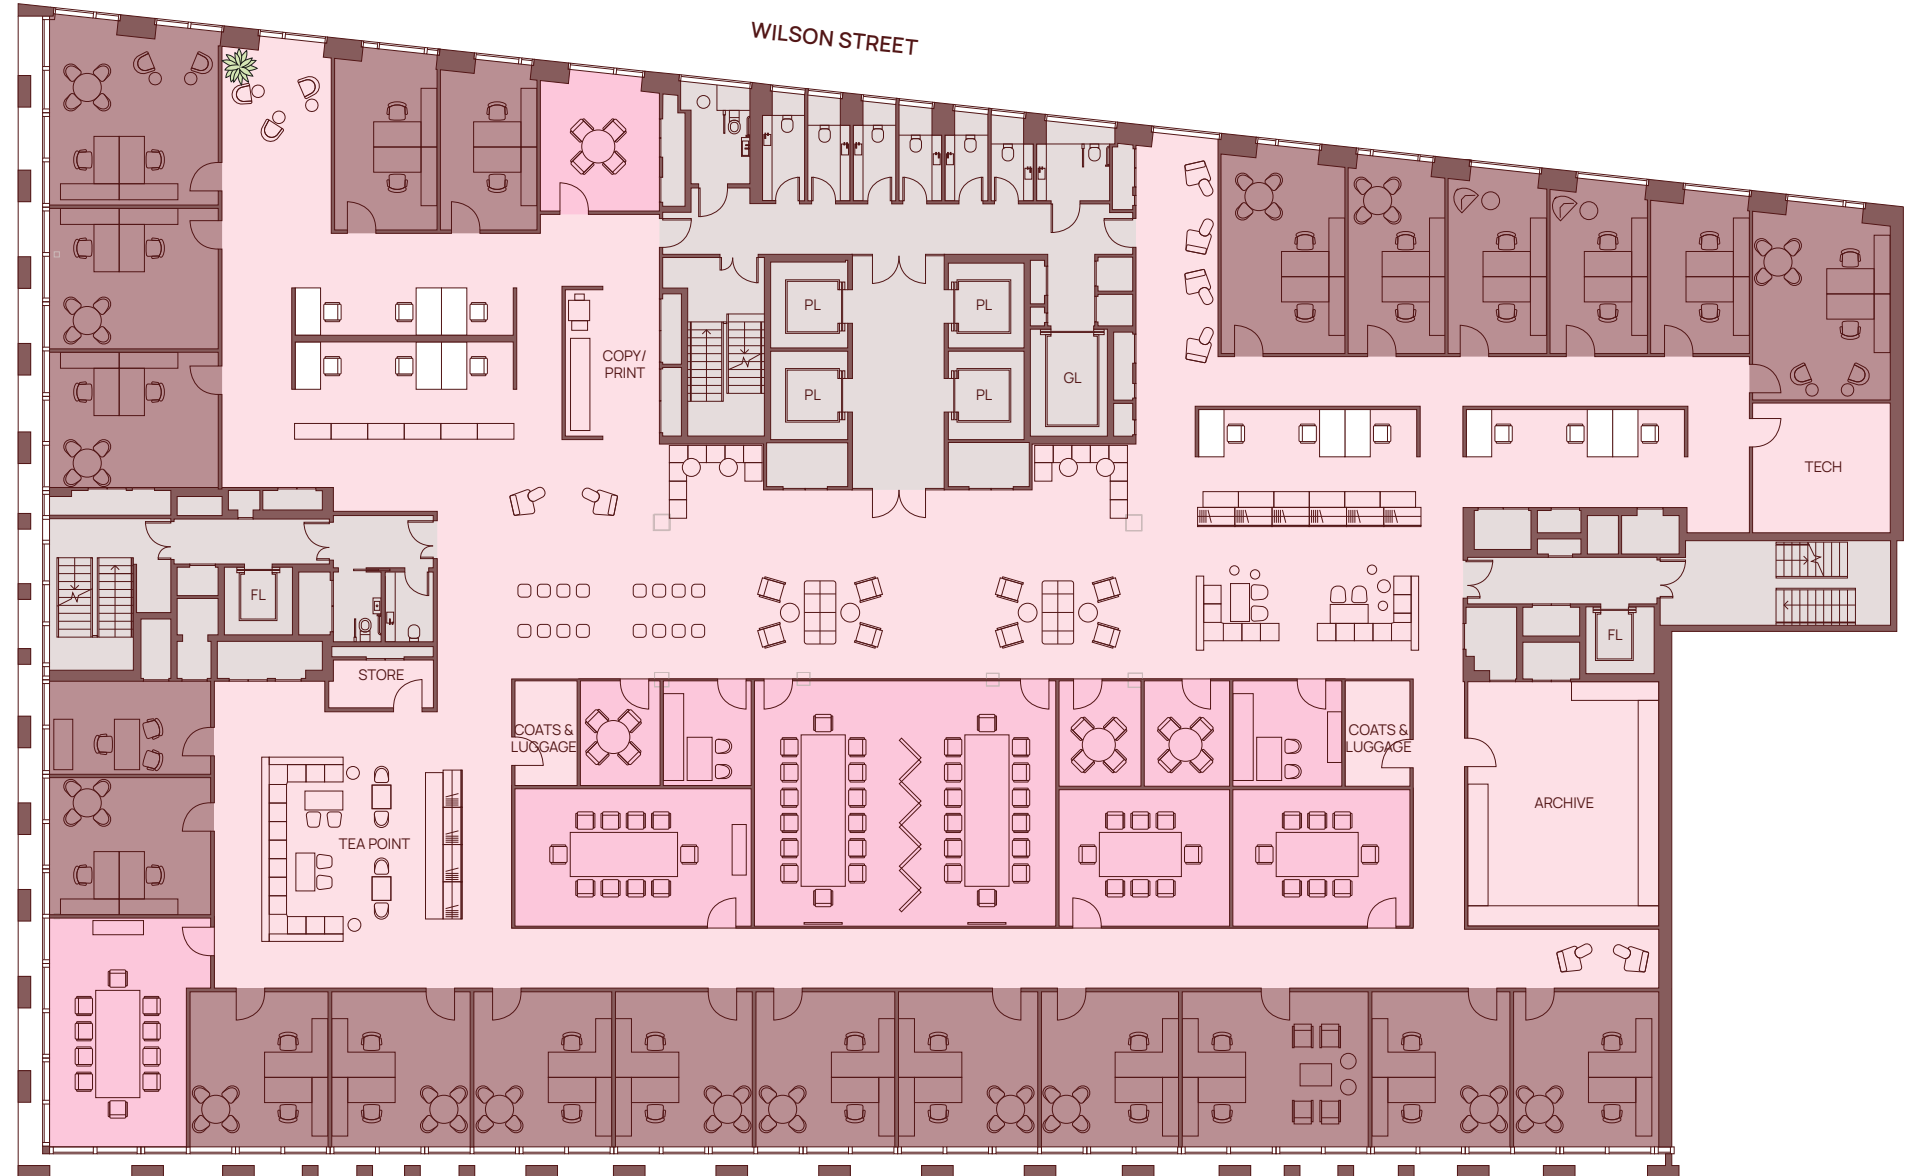 WILSON STREET
PL
PL
COPY/
PRINT
GL
PL
PL
TECH
FL
FL
STORE
COATS &
LUGGAGE
COATS &
LUGGAGE
ARCHIVE
TEA POINT